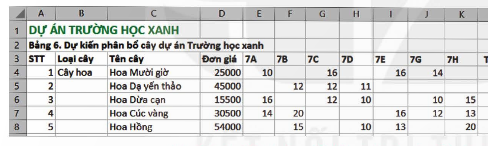 A B C D E F G H I J K
1 DỰ ÁN TRƯỜNG HỌC XANH
2 Bảng 6. Dự kiến phân bổ cây dự án Trường học xanh
3 STT Loại cây Tên cây Đơn giá 7A 7B 7C 7D 7E 7G 7H
4 1 Cây hoa Hoa Mười giờ 25000 10 16 16 14
5 2 Hoa Dạ yến thảo 45000 12 12 11
6 3 Hoa Dừa cạn 15500 16 12 10 10 15
7 4 Hoa Cúc vàng 30500 14 20 16 12 13
8 5 Hoa Hồng 54000 15 10 13 20